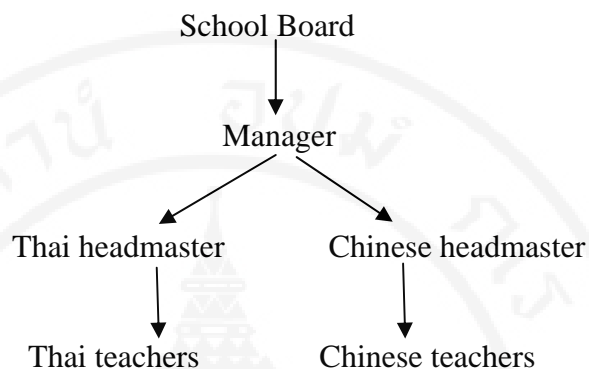 School Board
Manager
Thai headmaster Chinese headmaster
Thai teachers Chinese teachers